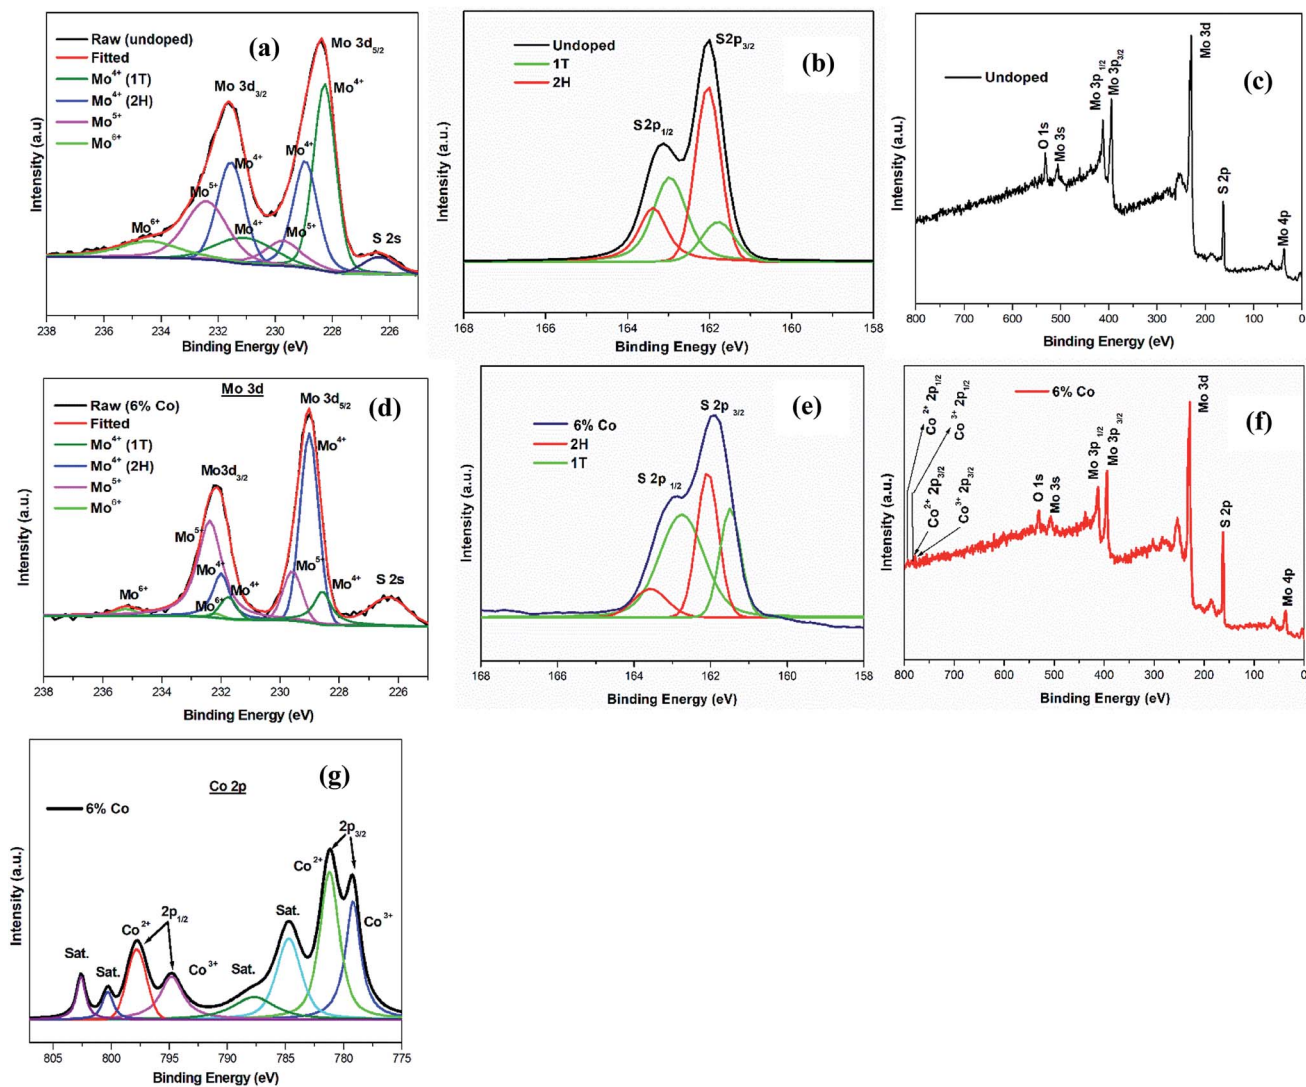 (a)
Raw (undoped)
Fitted
Mo⁴⁺ (1T)
Mo⁴⁺ (2H)
Mo⁵⁺
Mo⁶⁺
Mo 3d₅/₂
Mo 3d₃/₂
Mo⁴⁺
Mo⁴⁺
Mo⁴⁺
Mo⁵⁺
Mo⁶⁺
Mo⁴⁺
Mo⁵⁺
S 2s
Intensity (a.u)
238 236 234 232 230 228 226
Binding Energy (eV)
(b)
Undoped
1T
2H
S2p₃/₂
S2p₁/₂
Intensity (a.u.)
168 166 164 162 160 158
Binding Enegy (eV)
(c)
Undoped
O 1s
Mo 3s
Mo 3p₁/₂
Mo 3p₃/₂
Mo 3d
S 2p
Mo 4p
Intensity (a.u.)
800 700 600 500 400 300 200 100 0
Binding Energy (eV)
Mo 3d
(d)
Raw (6% Co)
Fitted
Mo⁴⁺ (1T)
Mo⁴⁺ (2H)
Mo⁵⁺
Mo⁶⁺
Mo 3d₅/₂
Mo3d₃/₂
Mo⁴⁺
Mo⁵⁺
Mo⁴⁺
Mo⁴⁺
Mo⁵⁺
Mo⁴⁺
Mo⁶⁺
Mo⁶⁺
S 2s
Intensity (a.u.)
238 236 234 232 230 228 226
Binding Energy (eV)
(e)
6% Co
2H
1T
S 2p ₃/₂
S 2p ₁/₂
Intensity (a.u.)
168 166 164 162 160 158
Binding Energy (eV)
(f)
6% Co
Co²⁺ 2p₁/₂
Co³⁺ 2p₁/₂
Co²⁺ 2p₃/₂
Co³⁺ 2p₃/₂
O 1s
Mo 3s
Mo 3p ₁/₂
Mo 3p ₃/₂
Mo 3d
S 2p
Mo 4p
Intensity (a.u.)
800 700 600 500 400 300 200 100 0
Binding Energy (eV)
(g)
Co 2p
6% Co
2p₃/₂
Co²⁺
Co³⁺
Sat.
Sat.
2p₁/₂
Co²⁺
Co³⁺
Sat.
Sat.
Intensity (a.u.)
805 800 795 790 785 780 775
Binding Energy (eV)